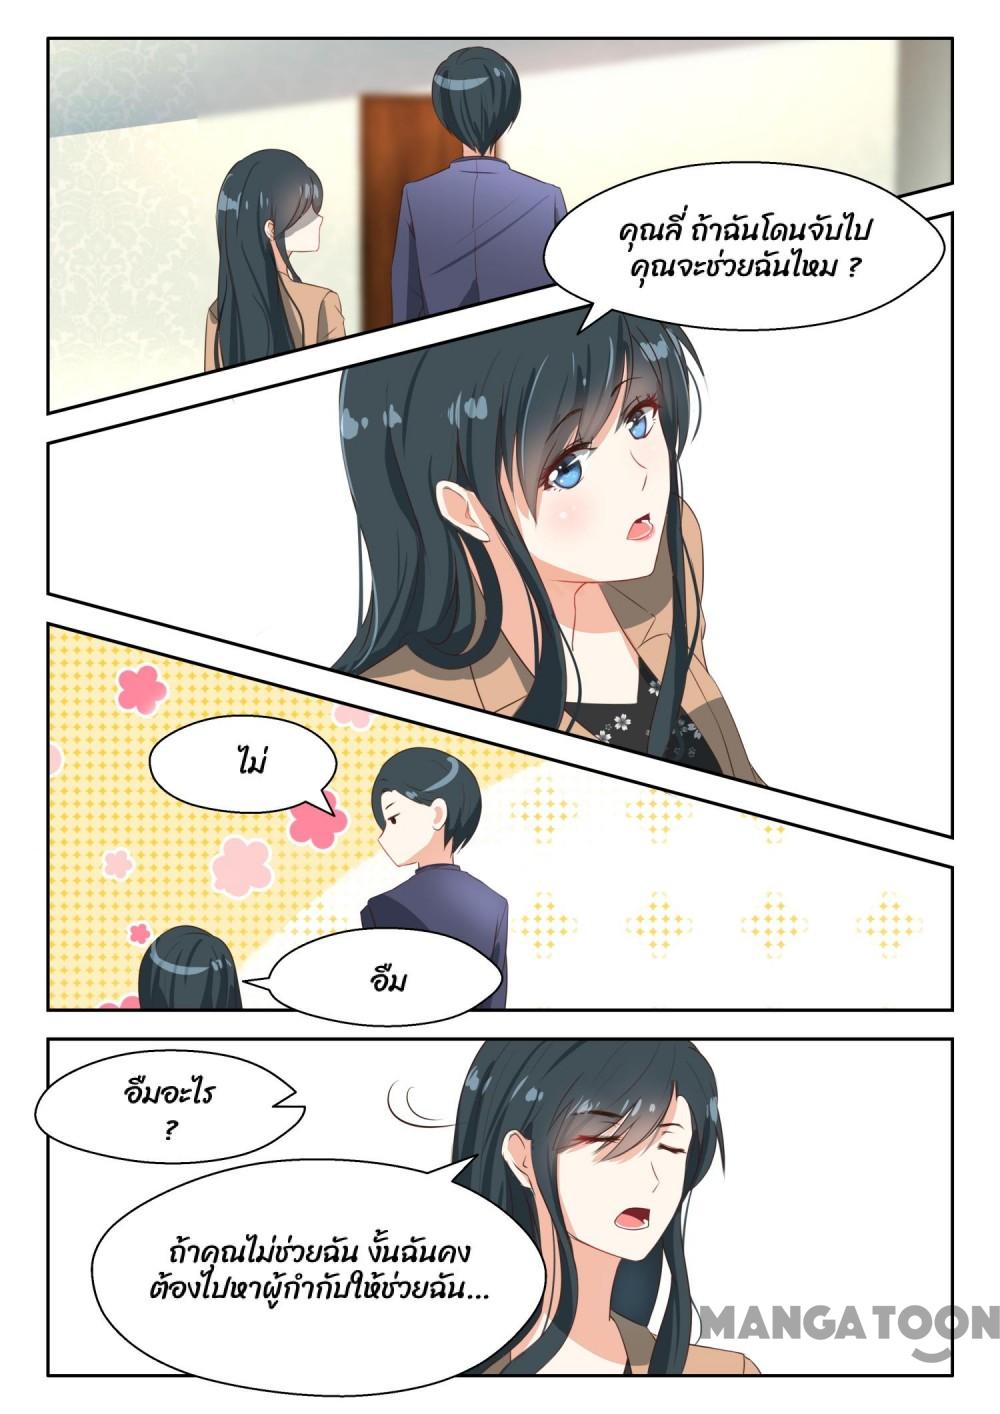 คุณลี่ ถ้าฉันโดนจับไป
คุณจะช่วยฉันไหม ?
ไม่
อืม
อืมอะไร
?
ถ้าคุณไม่ช่วยฉัน งั้นฉันคง
ต้องไปหาผู้กำกับให้ช่วยฉัน...
MANGATOON